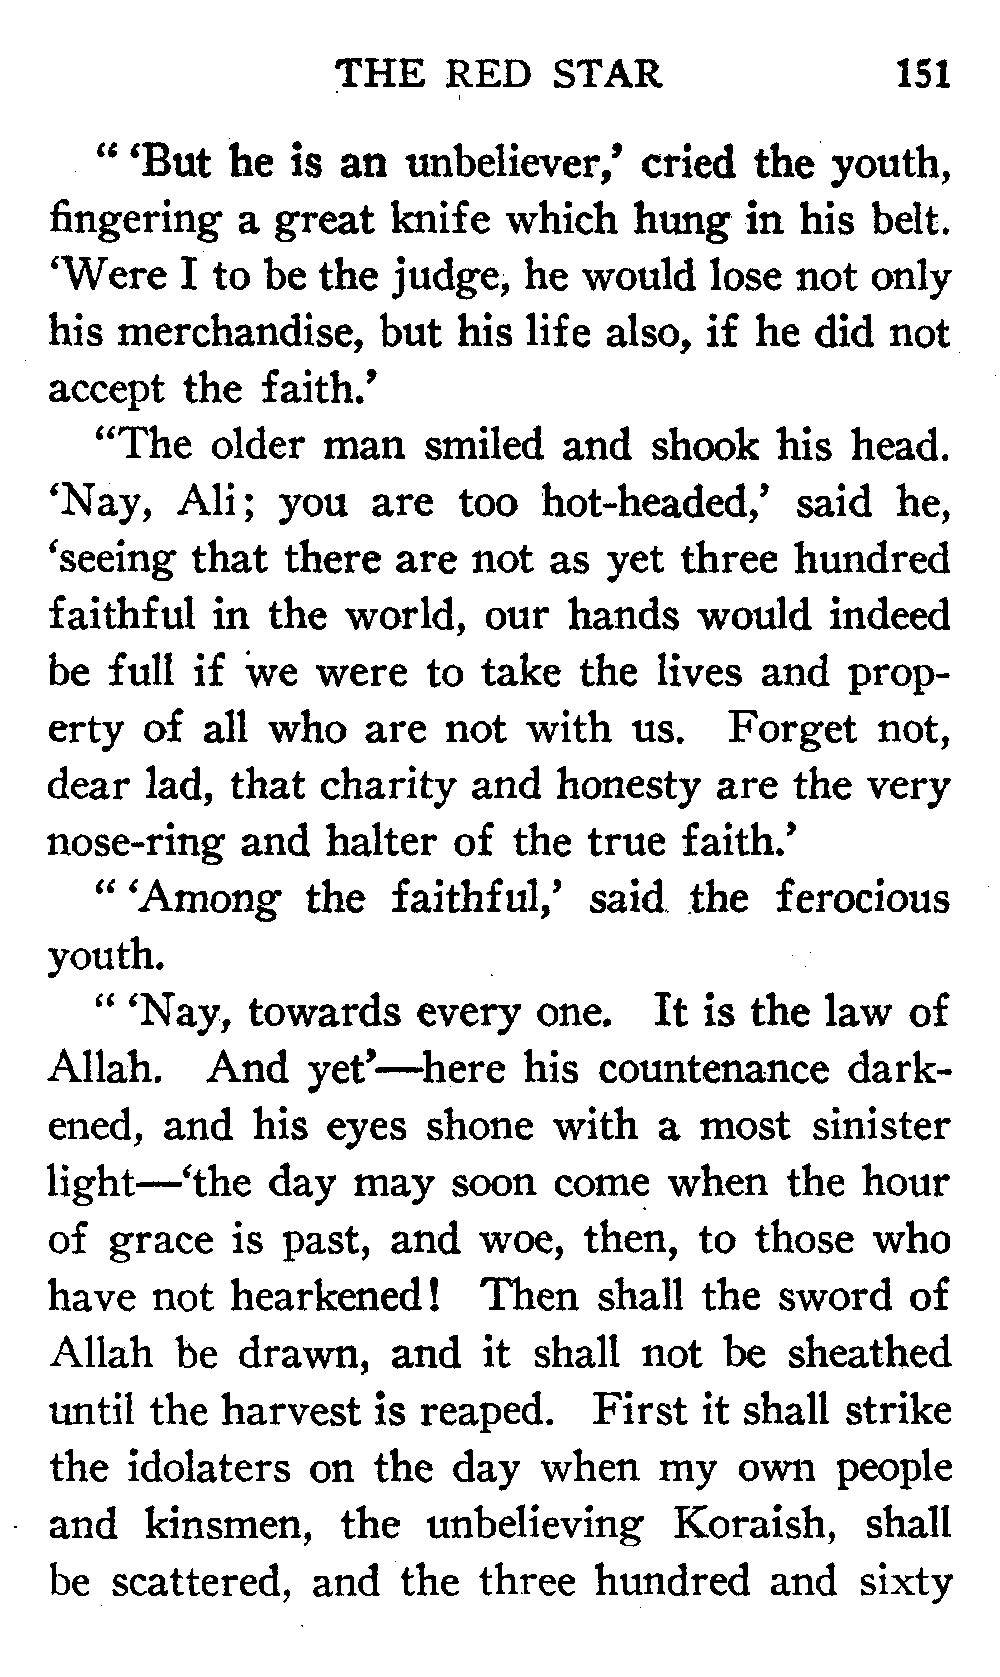 THE RED STAR 151
" 'But he is an unbeliever,' cried the youth,
fingering a great knife which hung in his belt.
'Were I to be the judge, he would lose not only
his merchandise, but his life also, if he did not
accept the faith.'
"The older man smiled and shook his head.
'Nay, Ali; you are too hot-headed,' said he,
'seeing that there are not as yet three hundred
faithful in the world, our hands would indeed
be full if we were to take the lives and prop-
erty of all who are not with us. Forget not,
dear lad, that charity and honesty are the very
nose-ring and halter of the true faith.'
" 'Among the faithful,' said the ferocious
youth.
" 'Nay, towards every one. It is the law of
Allah. And yet'—here his countenance dark-
ened, and his eyes shone with a most sinister
light—'the day may soon come when the hour
of grace is past, and woe, then, to those who
have not hearkened! Then shall the sword of
Allah be drawn, and it shall not be sheathed
until the harvest is reaped. First it shall strike
the idolaters on the day when my own people
and kinsmen, the unbelieving Koraish, shall
be scattered, and the three hundred and sixty